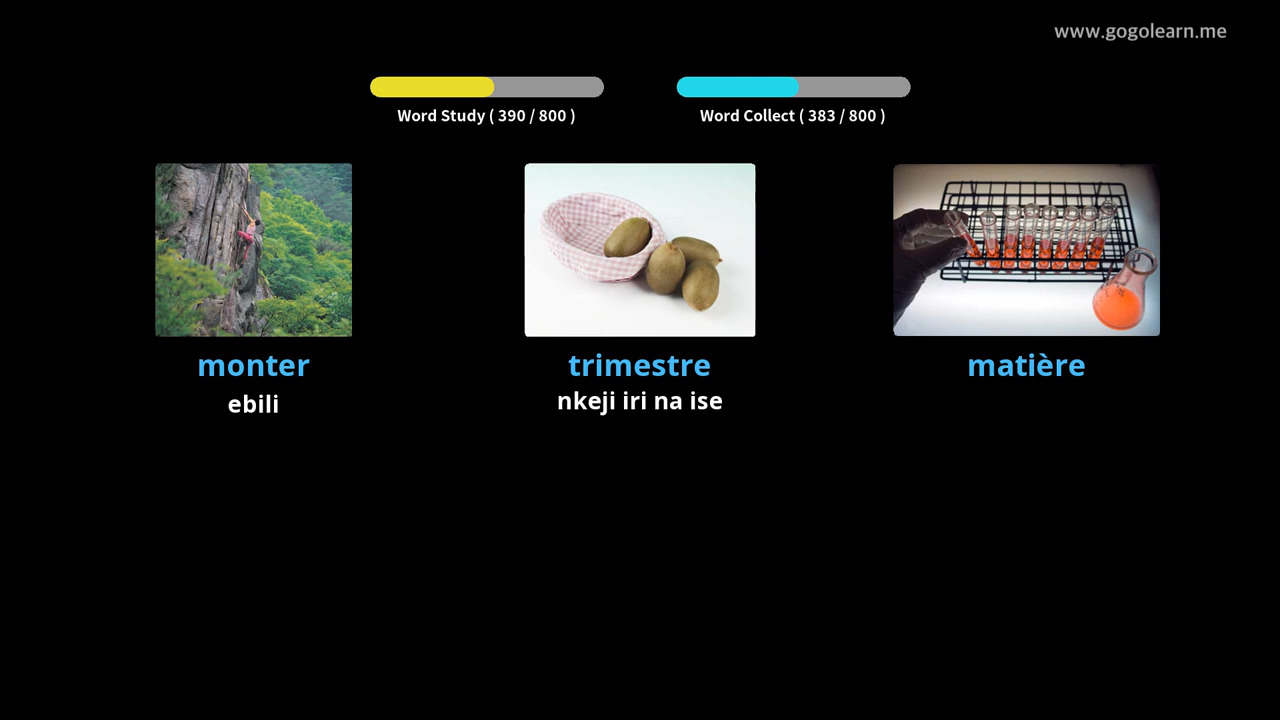 www.gogolearn.me
Word Study ( 390 / 800 )
Word Collect ( 383 / 800 )
monter
trimestre
matière
ebili
nkeji iri na ise